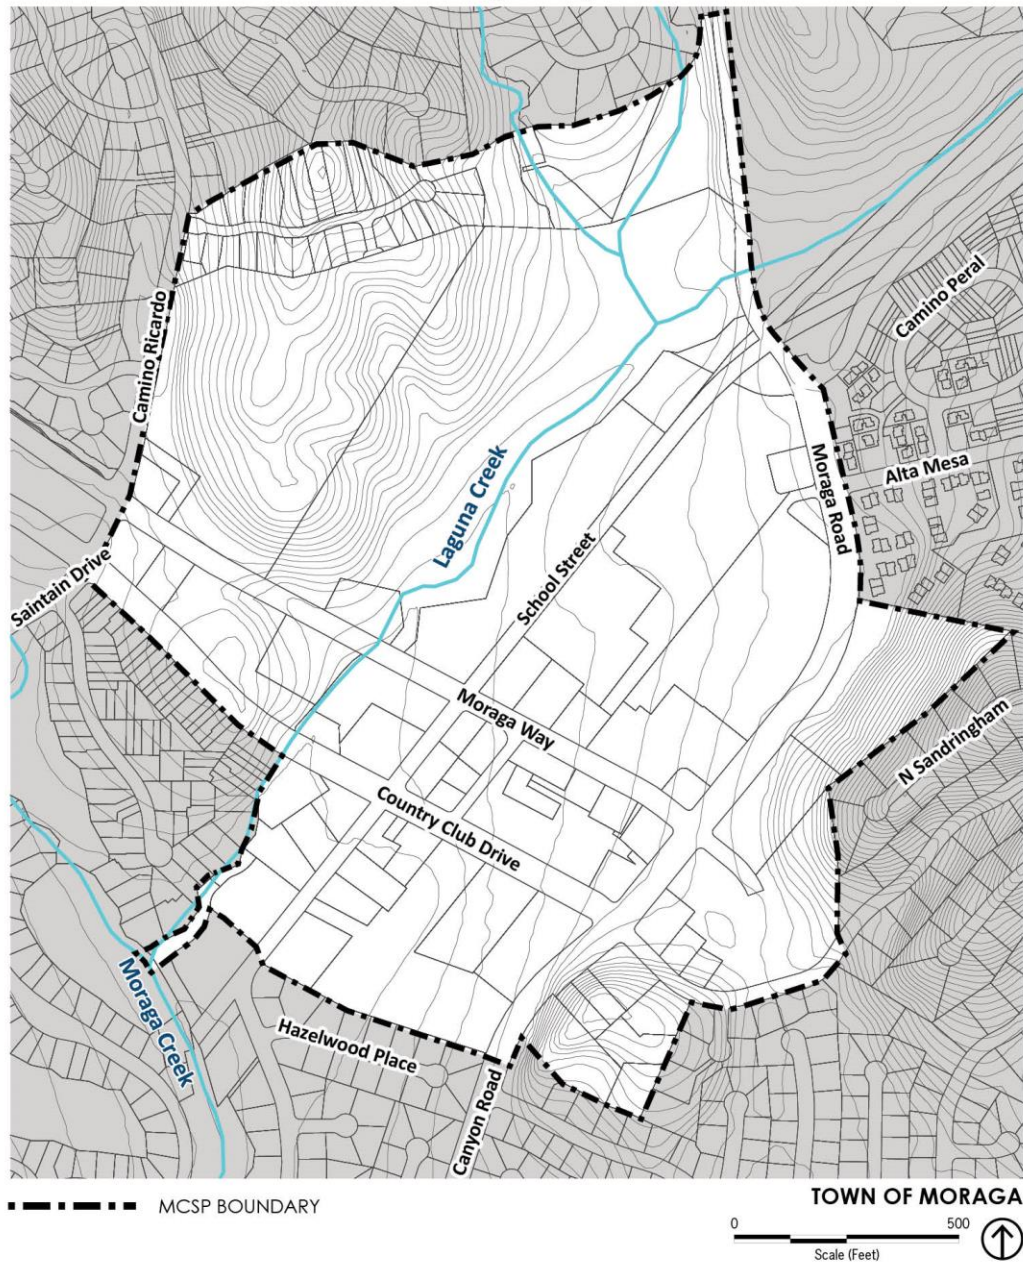 Camino Peral
Camino Ricardo
Alta Mesa
Moraga Road
Laguna Creek
School Street
Saintain Drive
Moraga Way
N Sandringham
Country Club Drive
Moraga Creek
Hazelwood Place
Canyon Road
MCSP BOUNDARY
TOWN OF MORAGA
0 500
Scale (Feet)